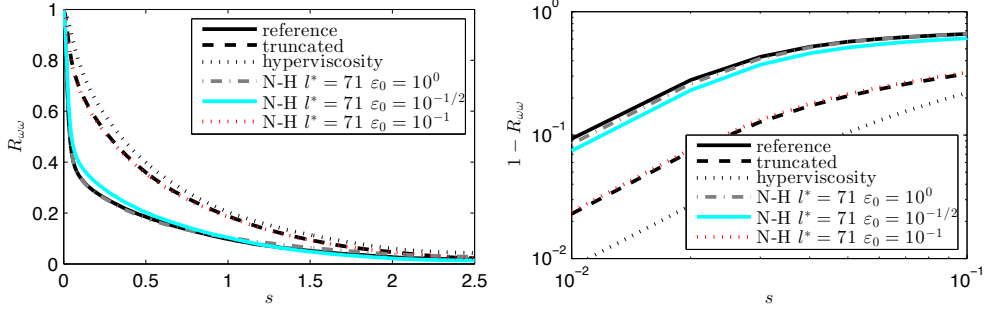 1
0.8
0.6
0.4
0.2
0
0 0.5 1 1.5 2 2.5
R_{ωω}
s
reference
truncated
hyperviscosity
N-H l* = 71 ε₀ = 10⁰
N-H l* = 71 ε₀ = 10^{-1/2}
N-H l* = 71 ε₀ = 10⁻¹
10⁰
10⁻¹
10⁻²
10⁻² 10⁻¹
1 − R_{ωω}
s
reference
truncated
hyperviscosity
N-H l* = 71 ε₀ = 10⁰
N-H l* = 71 ε₀ = 10^{-1/2}
N-H l* = 71 ε₀ = 10⁻¹